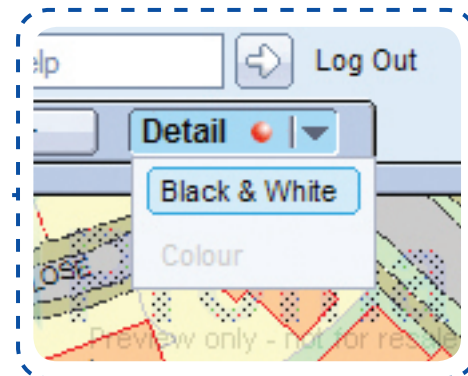 elp
Log Out
Detail
Black & White
Colour
Preview only - not for resale